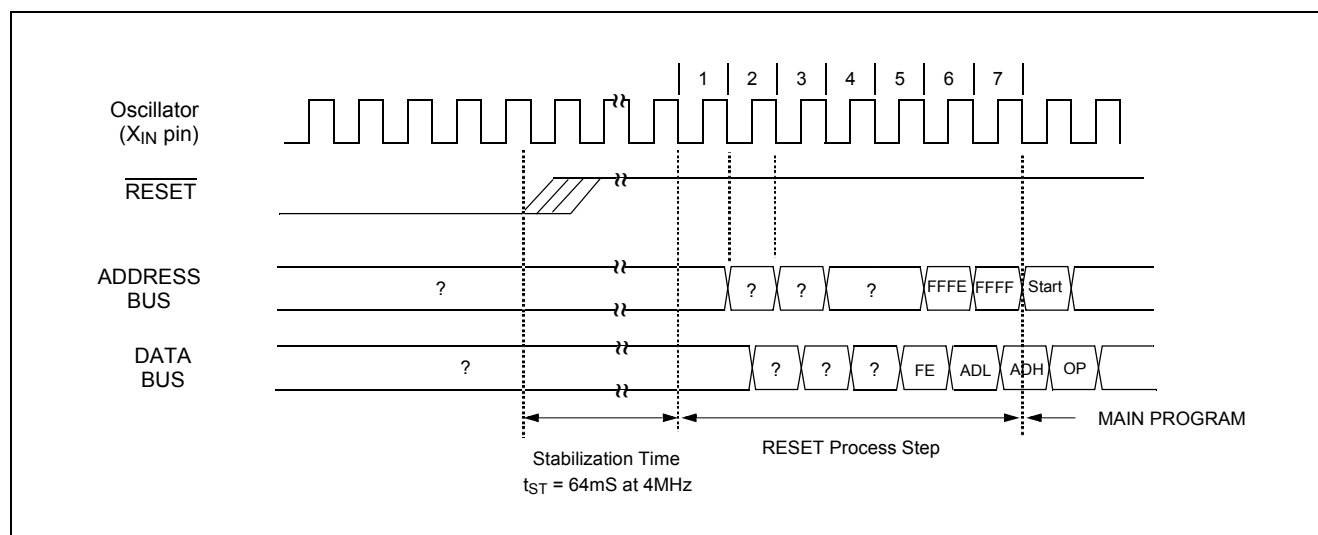 1 2 3 4 5 6 7
Oscillator
(XIN pin)
RESET
ADDRESS
BUS
? ? ? ? FFFE FFFF Start
DATA
BUS
? ? ? ? FE ADL ADH OP
MAIN PROGRAM
Stabilization Time
tST = 64mS at 4MHz
RESET Process Step